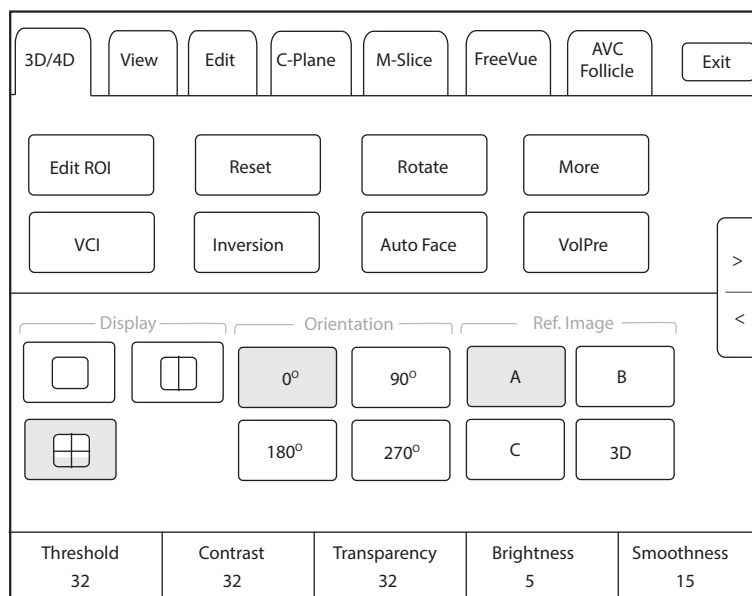 3D/4D View Edit C-Plane M-Slice FreeVue AVC Follicle Exit
Edit ROI Reset Rotate More
VCI Inversion Auto Face VolPre
>
<
Display Orientation Ref. Image
0° 90° A B
180° 270° C 3D
Threshold Contrast Transparency Brightness Smoothness
32 32 32 5 15